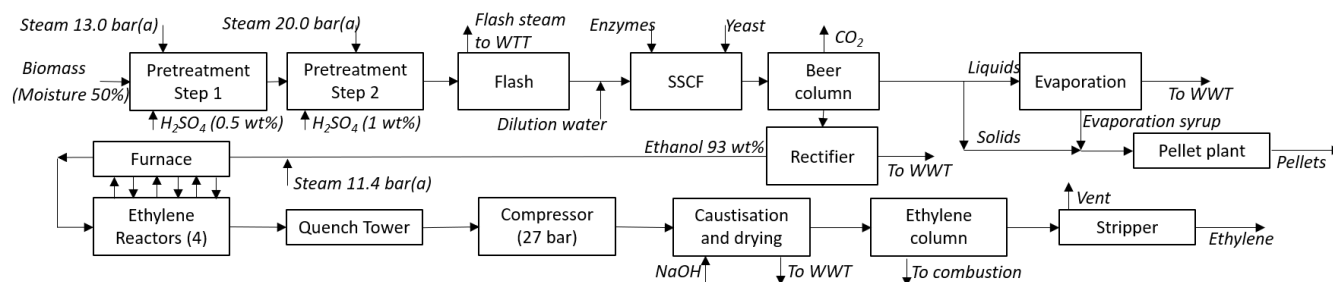 Steam 13.0 bar(a)
Steam 20.0 bar(a)
Flash steam
to WTT
Enzymes
Yeast
CO2
Biomass
(Moisture 50%)
Pretreatment
Step 1
Pretreatment
Step 2
Flash
SSCF
Beer
column
Liquids
Evaporation
To WWT
H2SO4 (0.5 wt%)
H2SO4 (1 wt%)
Dilution water
Evaporation syrup
Solids
Furnace
Ethanol 93 wt%
Rectifier
Pellet plant
Pellets
Steam 11.4 bar(a)
To WWT
Ethylene
Reactors (4)
Quench Tower
Compressor
(27 bar)
Caustisation
and drying
Ethylene
column
Vent
Stripper
Ethylene
NaOH
To WWT
To combustion